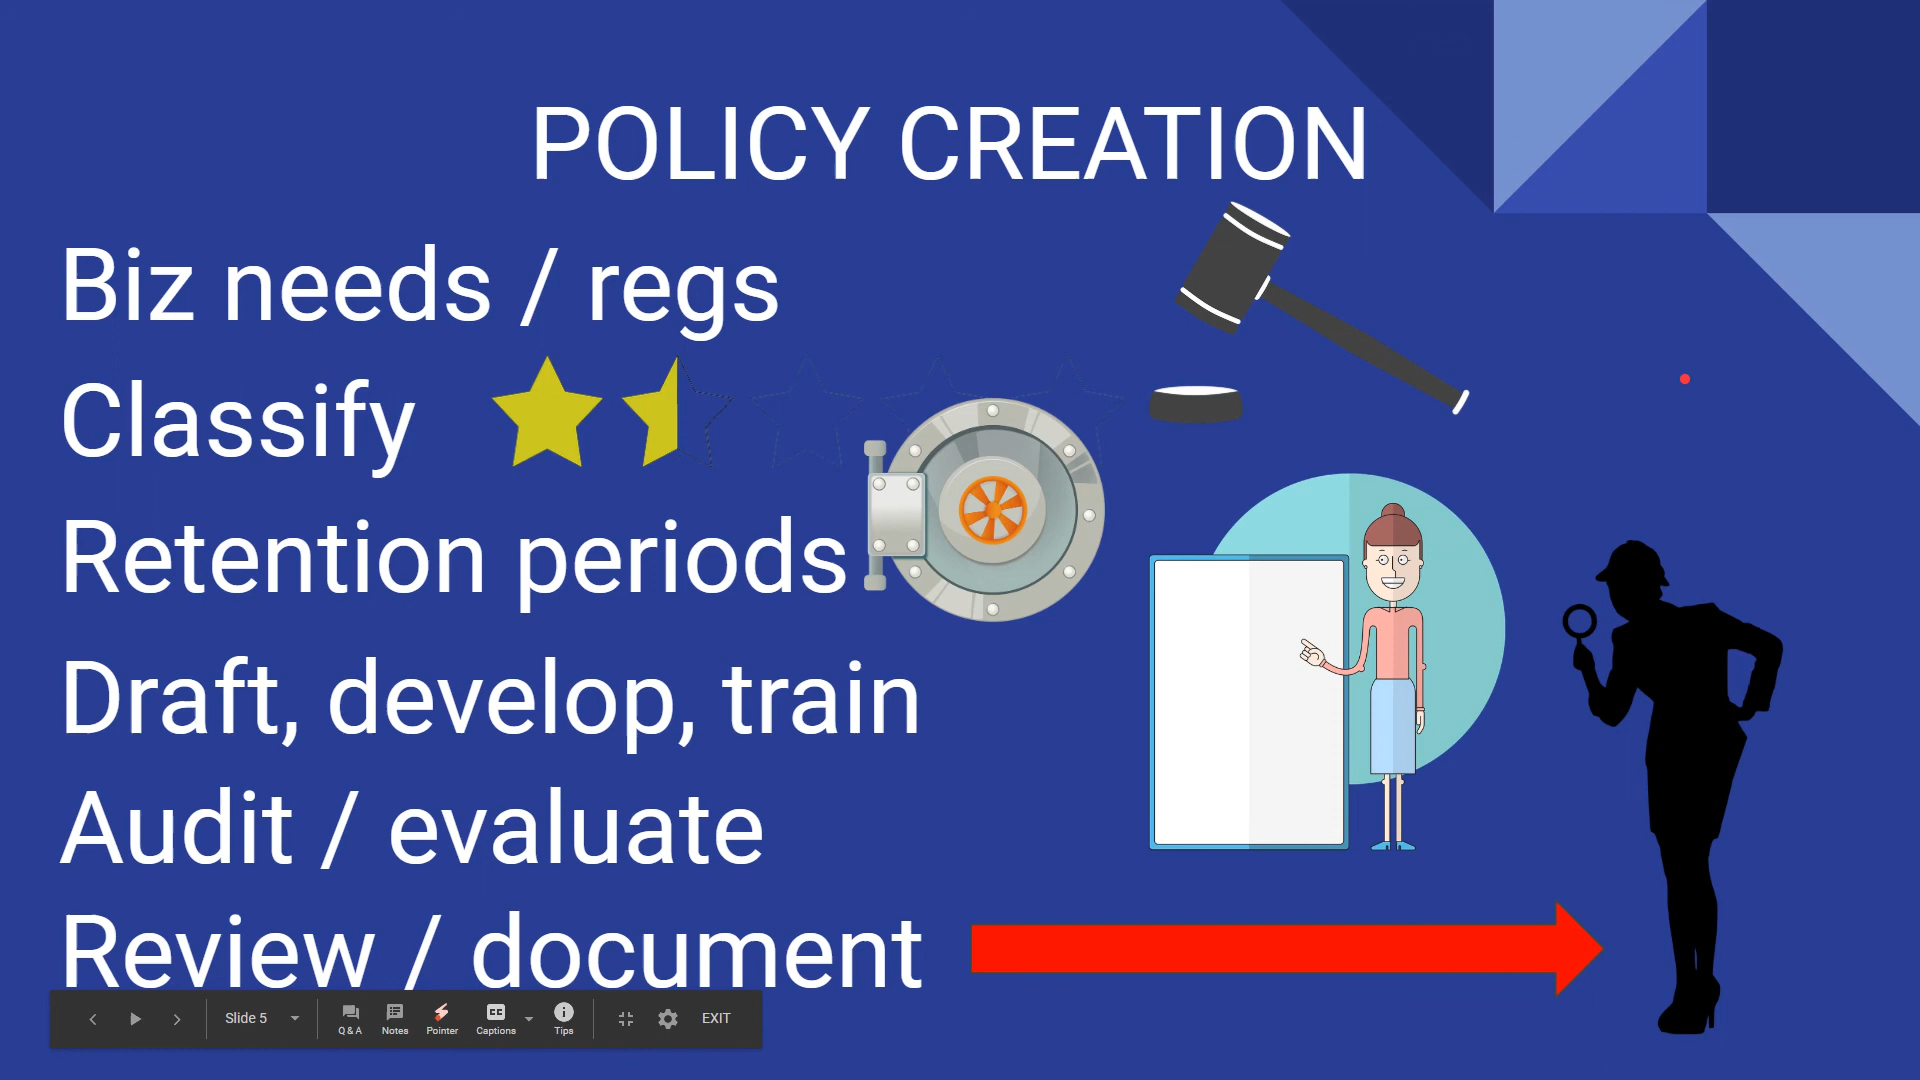 POLICY CREATION
Biz needs / regs
Classify
Retention periods
Draft, develop, train
Audit / evaluate
Review / document
Slide 5
Q & A
Notes
Pointer
CC
Captions
Tips
EXIT